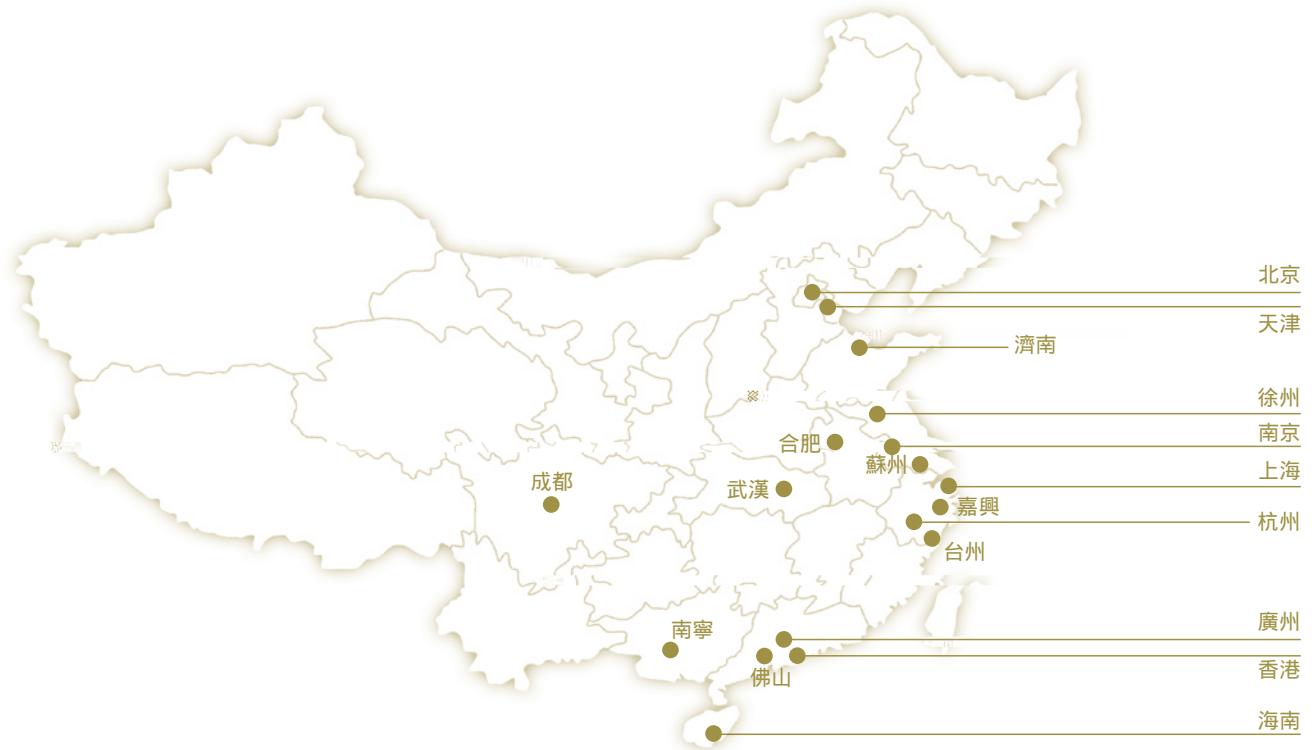 北京
天津
濟南
徐州
南京
合肥
蘇州
上海
成都
武漢
嘉興
杭州
台州
廣州
南寧
香港
佛山
海南